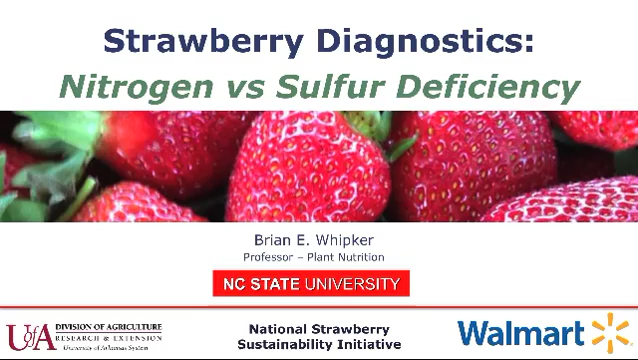 Strawberry Diagnostics:
Nitrogen vs Sulfur Deficiency
Brian E. Whipker
Professor – Plant Nutrition
NC STATE UNIVERSITY
UofA DIVISION OF AGRICULTURE
RESEARCH & EXTENSION
University of Arkansas System
National Strawberry
Sustainability Initiative
Walmart